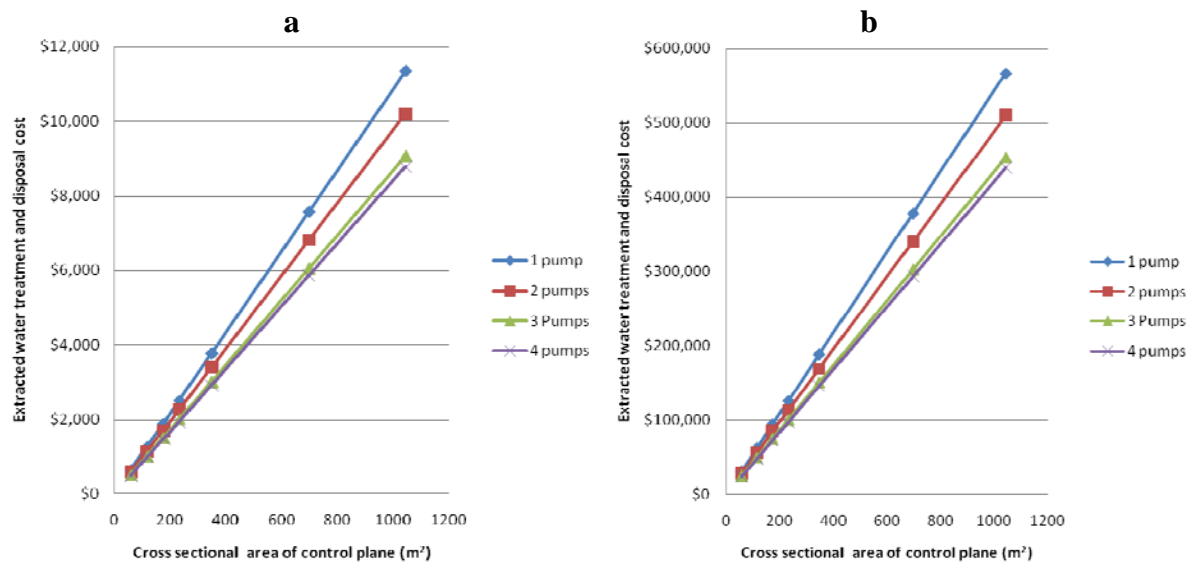 a
Extracted water treatment and disposal cost
$12,000
$10,000
$8,000
$6,000
$4,000
$2,000
$0
0 200 400 600 800 1000 1200
Cross sectional area of control plane (m²)
1 pump
2 pumps
3 Pumps
4 pumps
b
Extracted water treatment and disposal cost
$600,000
$500,000
$400,000
$300,000
$200,000
$100,000
$0
0 200 400 600 800 1000 1200
Cross sectional area of control plane (m²)
1 pump
2 pumps
3 Pumps
4 pumps